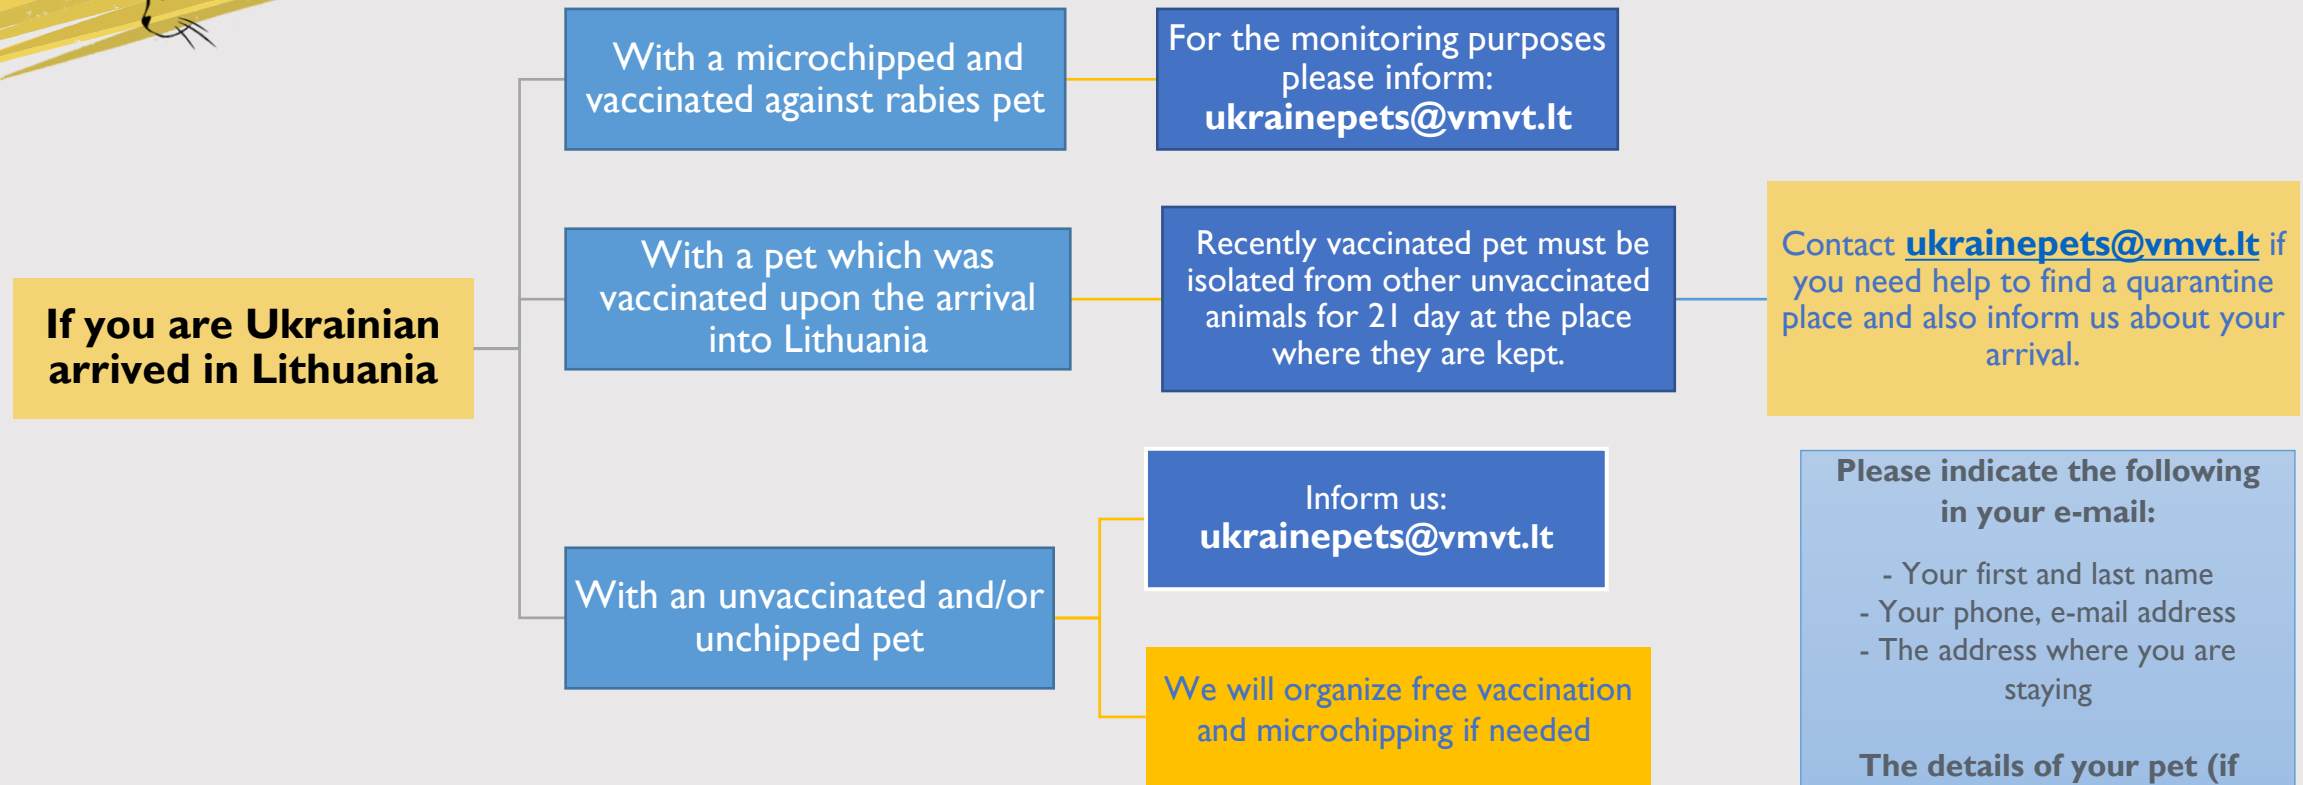 With a microchipped and
vaccinated against rabies pet
For the monitoring purposes
please inform:
ukrainepets@vmvt.lt
If you are Ukrainian
arrived in Lithuania
With a pet which was
vaccinated upon the arrival
into Lithuania
Recently vaccinated pet must be
isolated from other unvaccinated
animals for 21 day at the place
where they are kept.
Contact ukrainepets@vmvt.lt if
you need help to find a quarantine
place and also inform us about your
arrival.
With an unvaccinated and/or
unchipped pet
Inform us:
ukrainepets@vmvt.lt
We will organize free vaccination
and microchipping if needed
Please indicate the following
in your e-mail:
- Your first and last name
- Your phone, e-mail address
- The address where you are
staying
The details of your pet (if